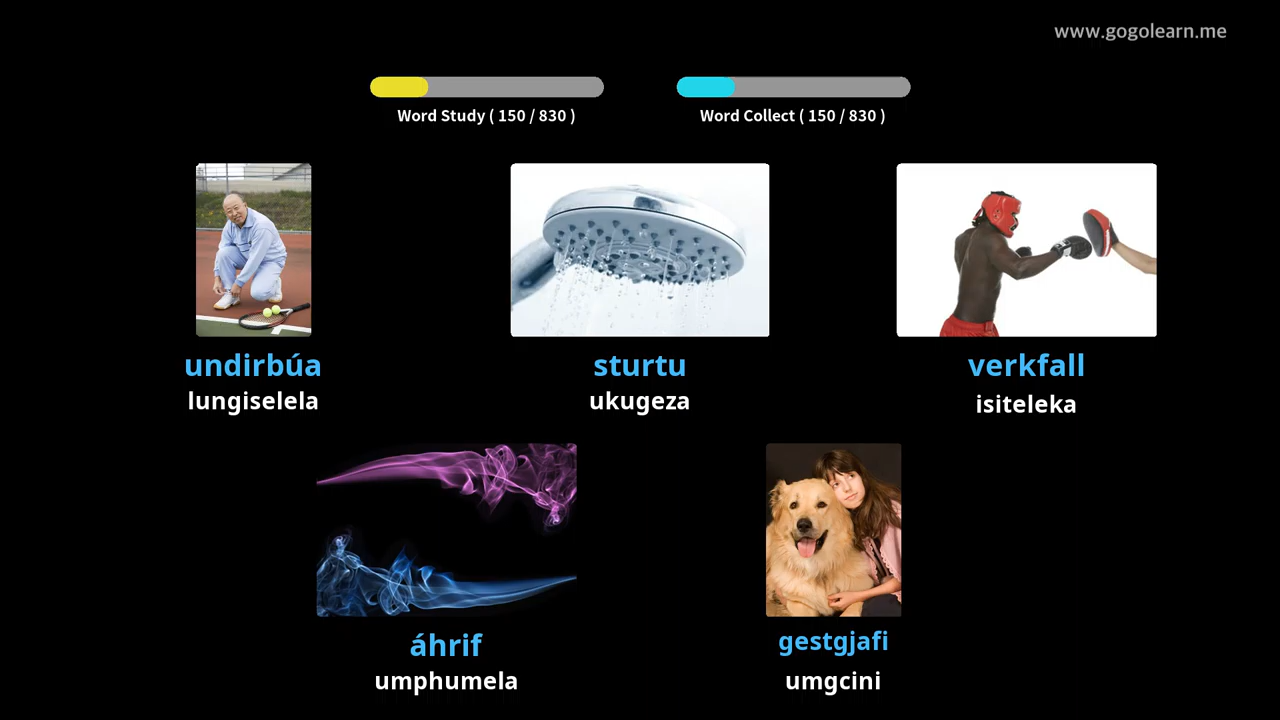 www.gogolearn.me
Word Study ( 150 / 830 )
Word Collect ( 150 / 830 )
undirbúa
lungiselela
sturtu
ukugeza
verkfall
isiteleka
áhrif
umphumela
gestgjafi
umgcini